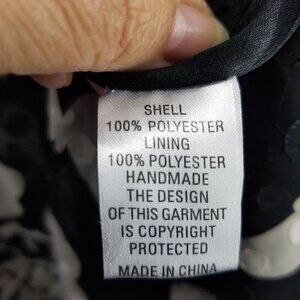 SHELL
100% POLYESTER
LINING
100% POLYESTER
HANDMADE
THE DESIGN
OF THIS GARMENT
IS COPYRIGHT
PROTECTED
MADE IN CHINA